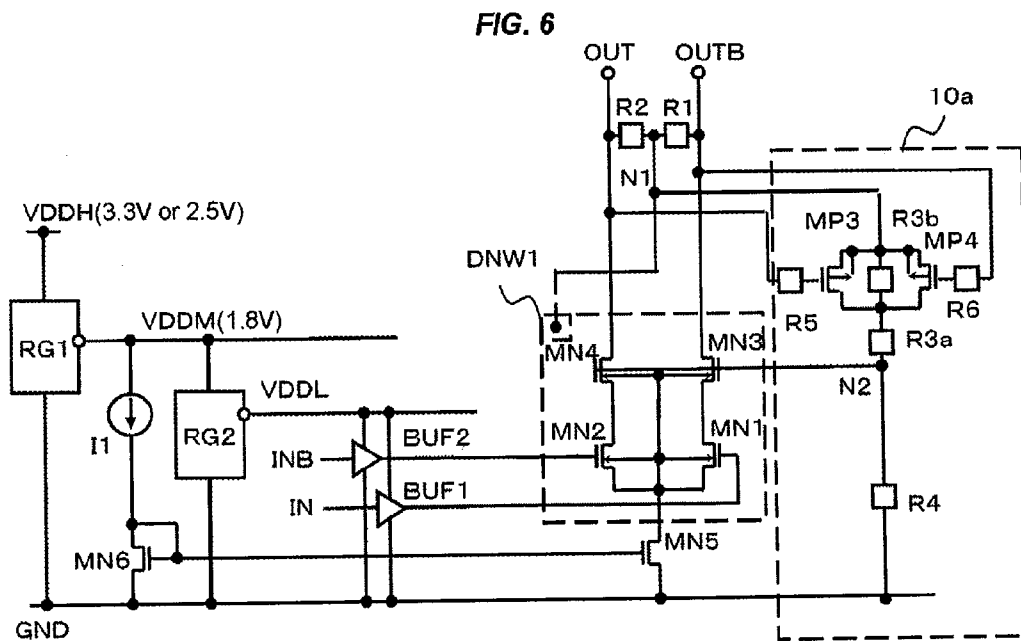 FIG. 6
OUT
OUTB
R2
R1
10a
N1
VDDH(3.3V or 2.5V)
MP3
R3b
MP4
DNW1
VDDM(1.8V)
R5
R6
RG1
MN4
MN3
R3a
VDDL
N2
I1
RG2
BUF2
MN2
MN1
INB
IN
BUF1
R4
MN6
MN5
GND